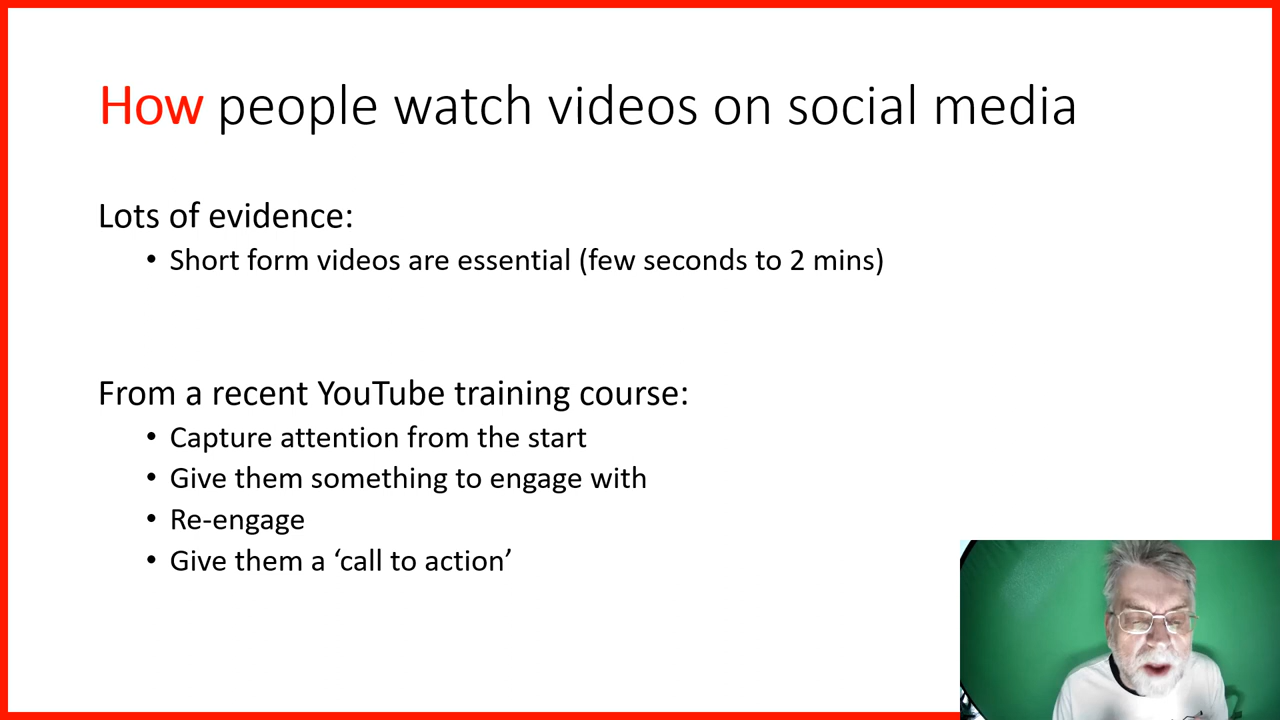 How people watch videos on social media
Lots of evidence:
• Short form videos are essential (few seconds to 2 mins)
From a recent YouTube training course:
• Capture attention from the start
• Give them something to engage with
• Re-engage
• Give them a ‘call to action’